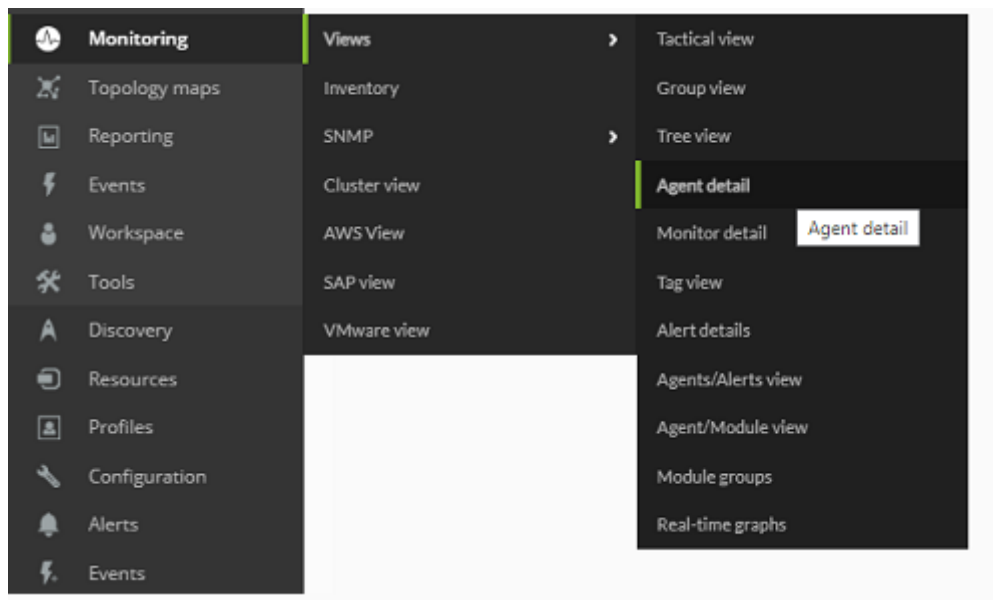 Monitoring
Topology maps
Reporting
Events
Workspace
Tools
Discovery
Resources
Profiles
Configuration
Alerts
Events
Views
Inventory
SNMP
Cluster view
AWS View
SAP view
VMware view
Tactical view
Group view
Tree view
Agent detail
Monitor detail
Agent detail
Tag view
Alert details
Agents/Alerts view
Agent/Module view
Module groups
Real-time graphs